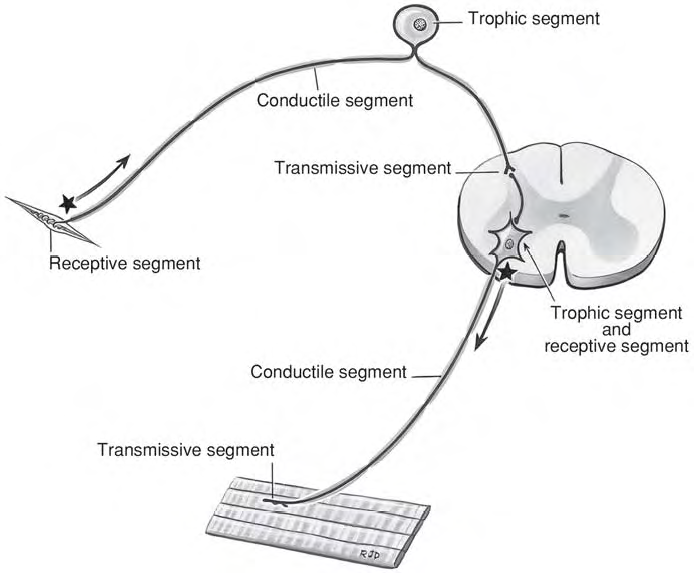 Trophic segment
Conductile segment
Transmissive segment
Receptive segment
Trophic segment
and
receptive segment
Conductile segment
Transmissive segment
RJD